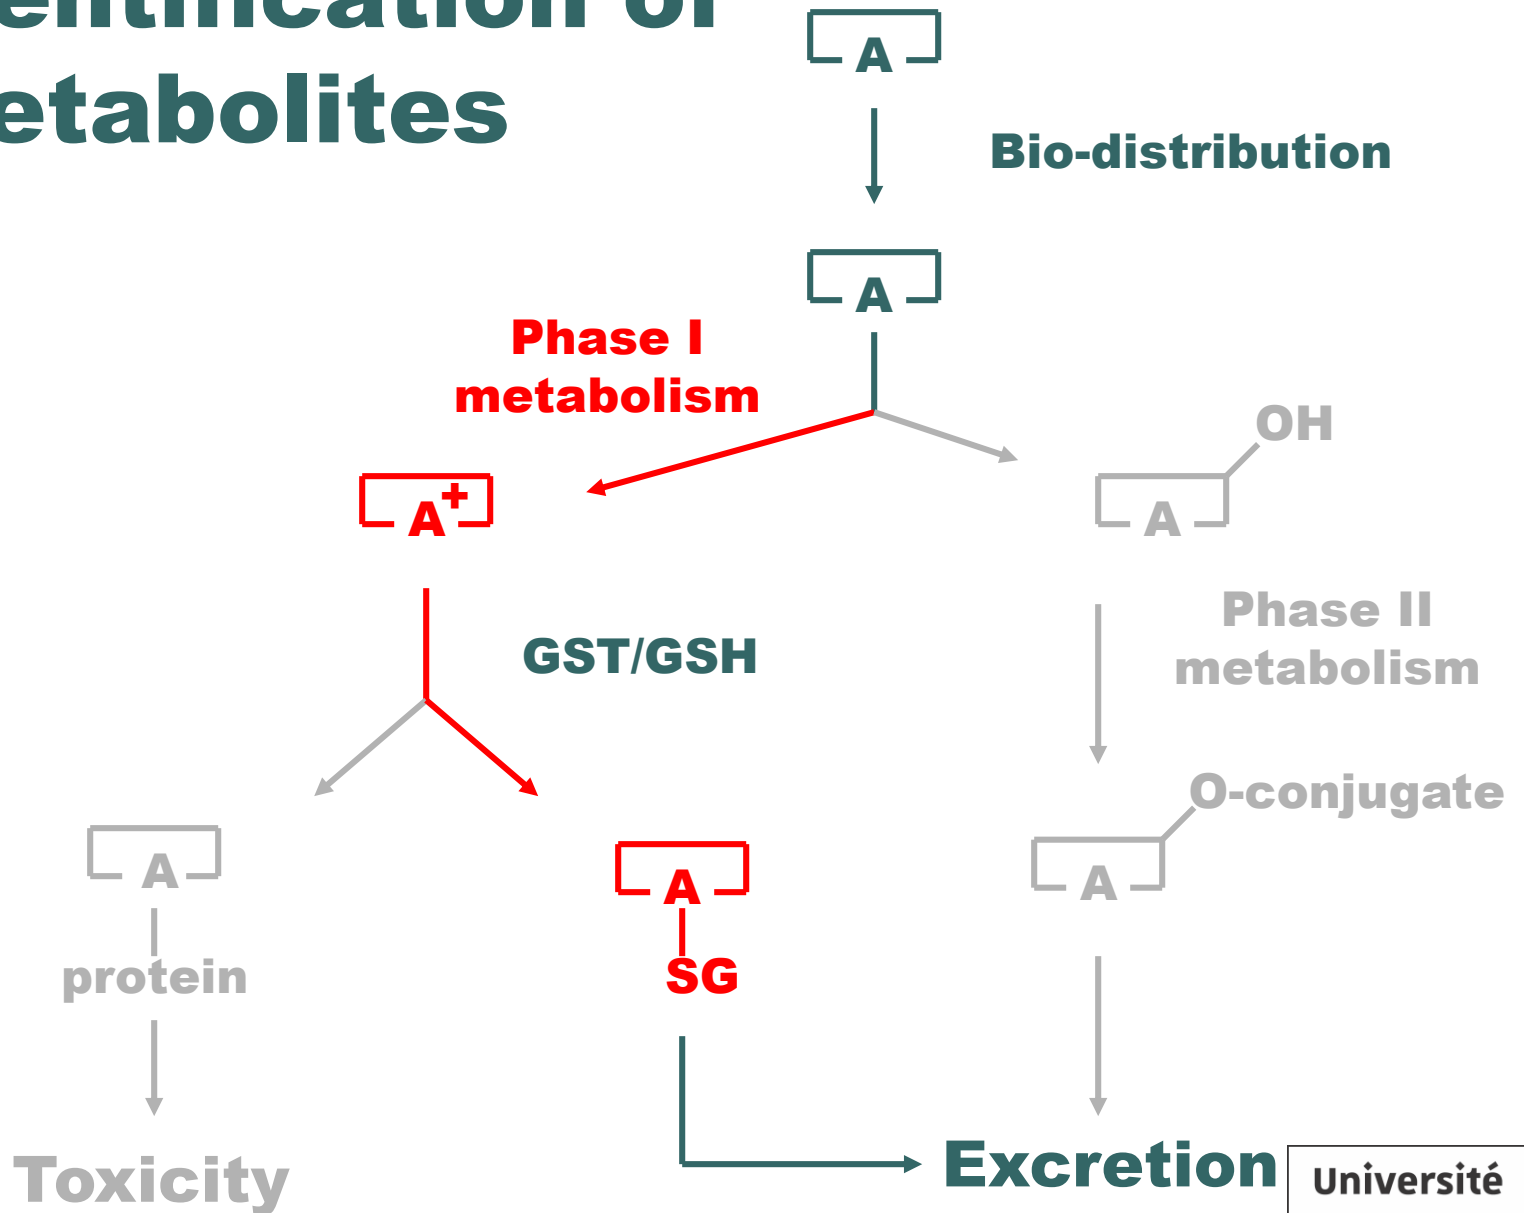 etabolites
A
Bio-distribution
A
Phase I
metabolism
OH
A+
A
GST/GSH
Phase II
metabolism
O-conjugate
A
A
A
protein
SG
Toxicity
Excretion
Université